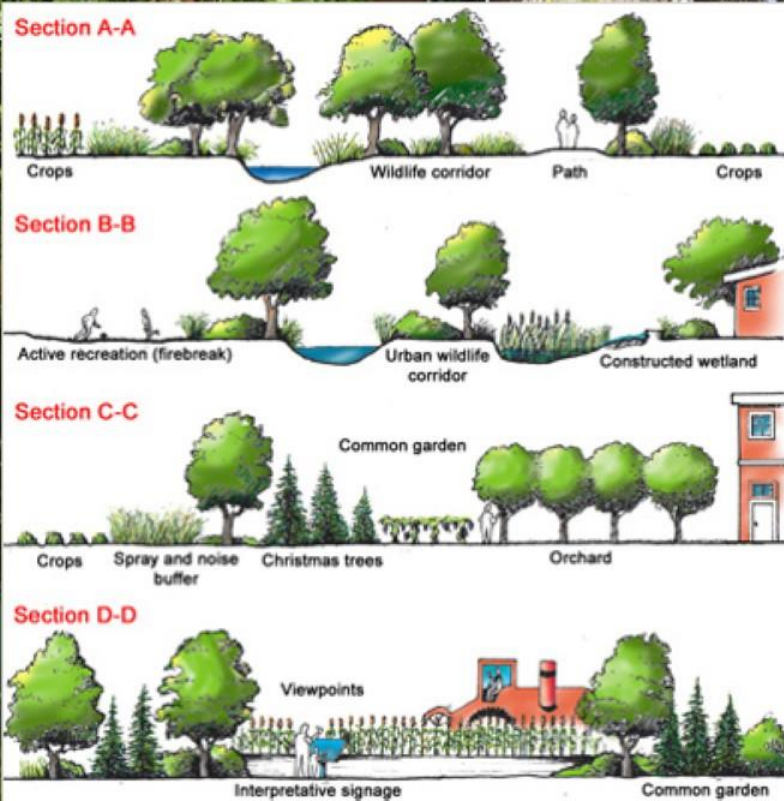 Section A-A
Crops
Wildlife corridor
Path
Crops
Section B-B
Active recreation (firebreak)
Urban wildlife
corridor
Constructed wetland
Section C-C
Common garden
Crops
Spray and noise
buffer
Christmas trees
Orchard
Section D-D
Viewpoints
Interpretative signage
Common garden